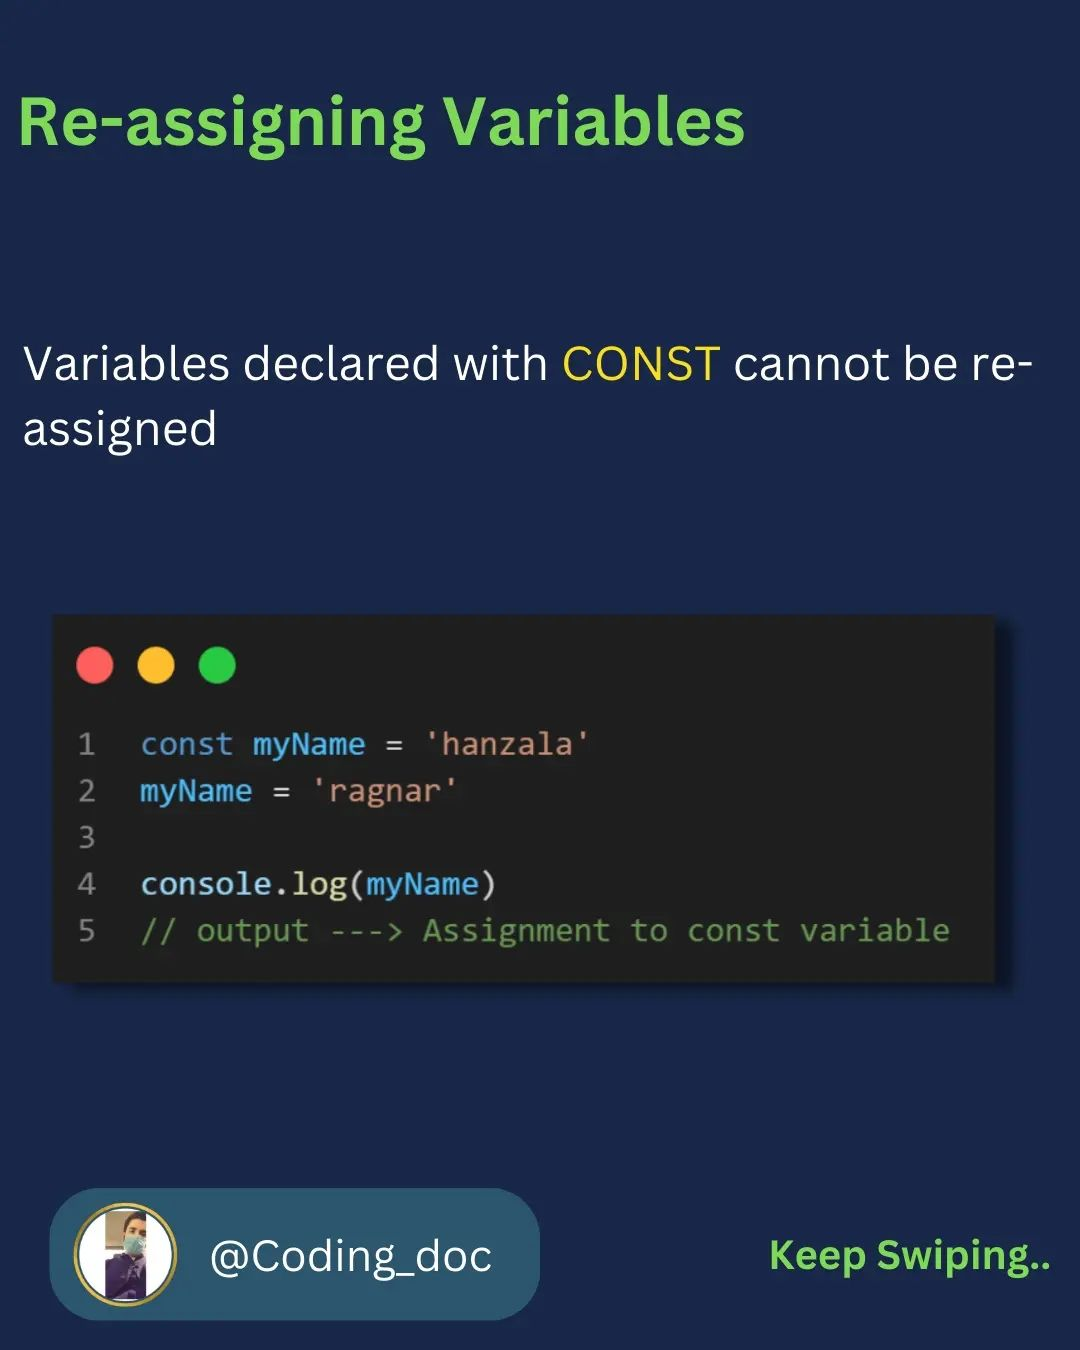 Re-assigning Variables
Variables declared with CONST cannot be re-
assigned
1 const myName = 'hanzala'
2 myName = 'ragnar'
3
4 console.log(myName)
5 // output ---> Assignment to const variable
@Coding_doc
Keep Swiping..